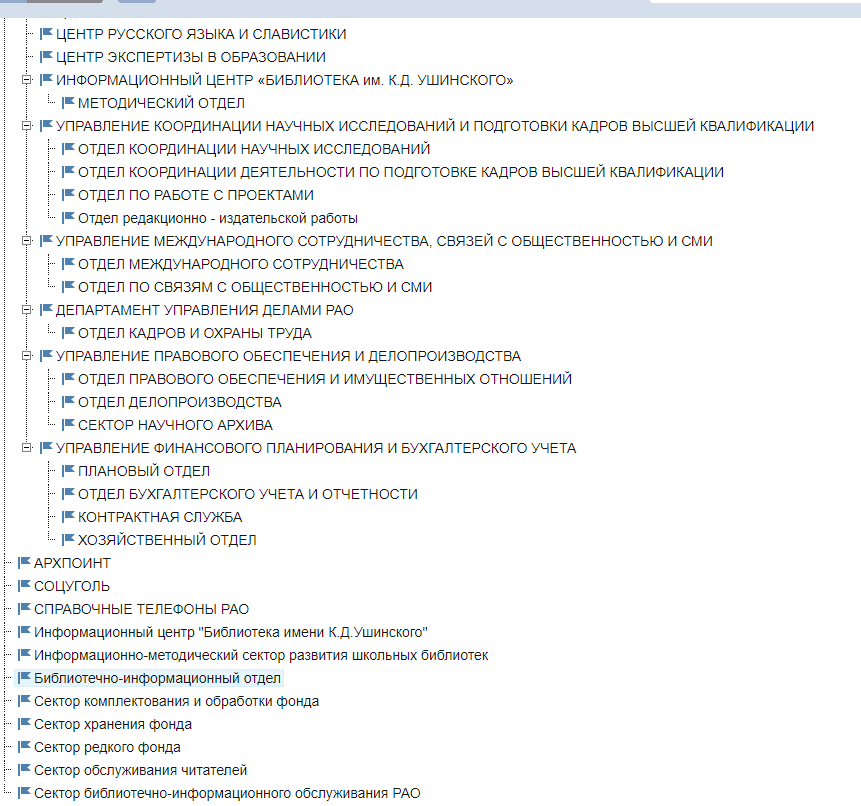 ЦЕНТР РУССКОГО ЯЗЫКА И СЛАВИСТИКИ
ЦЕНТР ЭКСПЕРТИЗЫ В ОБРАЗОВАНИИ
ИНФОРМАЦИОННЫЙ ЦЕНТР «БИБЛИОТЕКА им. К.Д. УШИНСКОГО»
МЕТОДИЧЕСКИЙ ОТДЕЛ
УПРАВЛЕНИЕ КООРДИНАЦИИ НАУЧНЫХ ИССЛЕДОВАНИЙ И ПОДГОТОВКИ КАДРОВ ВЫСШЕЙ КВАЛИФИКАЦИИ
ОТДЕЛ КООРДИНАЦИИ НАУЧНЫХ ИССЛЕДОВАНИЙ
ОТДЕЛ КООРДИНАЦИИ ДЕЯТЕЛЬНОСТИ ПО ПОДГОТОВКЕ КАДРОВ ВЫСШЕЙ КВАЛИФИКАЦИИ
ОТДЕЛ ПО РАБОТЕ С ПРОЕКТАМИ
Отдел редакционно - издательской работы
УПРАВЛЕНИЕ МЕЖДУНАРОДНОГО СОТРУДНИЧЕСТВА, СВЯЗЕЙ С ОБЩЕСТВЕННОСТЬЮ И СМИ
ОТДЕЛ МЕЖДУНАРОДНОГО СОТРУДНИЧЕСТВА
ОТДЕЛ ПО СВЯЗЯМ С ОБЩЕСТВЕННОСТЬЮ И СМИ
ДЕПАРТАМЕНТ УПРАВЛЕНИЯ ДЕЛАМИ РАО
ОТДЕЛ КАДРОВ И ОХРАНЫ ТРУДА
УПРАВЛЕНИЕ ПРАВОВОГО ОБЕСПЕЧЕНИЯ И ДЕЛОПРОИЗВОДСТВА
ОТДЕЛ ПРАВОВОГО ОБЕСПЕЧЕНИЯ И ИМУЩЕСТВЕННЫХ ОТНОШЕНИЙ
ОТДЕЛ ДЕЛОПРОИЗВОДСТВА
СЕКТОР НАУЧНОГО АРХИВА
УПРАВЛЕНИЕ ФИНАНСОВОГО ПЛАНИРОВАНИЯ И БУХГАЛТЕРСКОГО УЧЕТА
ПЛАНОВЫЙ ОТДЕЛ
ОТДЕЛ БУХГАЛТЕРСКОГО УЧЕТА И ОТЧЕТНОСТИ
КОНТРАКТНАЯ СЛУЖБА
ХОЗЯЙСТВЕННЫЙ ОТДЕЛ
АРХПОИНТ
СОЦУГОЛЬ
СПРАВОЧНЫЕ ТЕЛЕФОНЫ РАО
Информационный центр "Библиотека имени К.Д.Ушинского"
Информационно-методический сектор развития школьных библиотек
Библиотечно-информационный отдел
Сектор комплектования и обработки фонда
Сектор хранения фонда
Сектор редкого фонда
Сектор обслуживания читателей
Сектор библиотечно-информационного обслуживания РАО